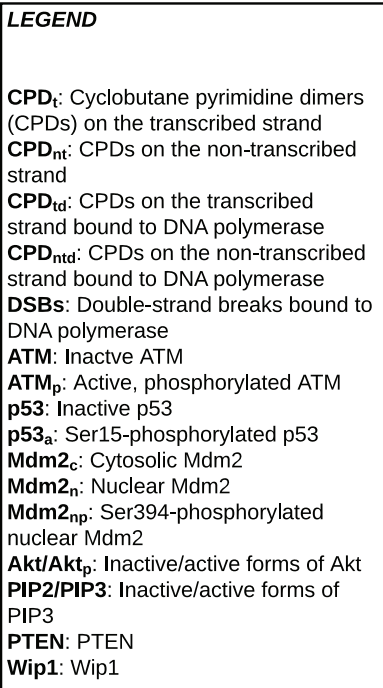 LEGEND
CPDt: Cyclobutane pyrimidine dimers
(CPDs) on the transcribed strand
CPDnt: CPDs on the non-transcribed
strand
CPDtd: CPDs on the transcribed
strand bound to DNA polymerase
CPDntd: CPDs on the non-transcribed
strand bound to DNA polymerase
DSBs: Double-strand breaks bound to
DNA polymerase
ATM: Inactve ATM
ATMp: Active, phosphorylated ATM
p53: Inactive p53
p53a: Ser15-phosphorylated p53
Mdm2c: Cytosolic Mdm2
Mdm2n: Nuclear Mdm2
Mdm2np: Ser394-phosphorylated
nuclear Mdm2
Akt/Aktp: Inactive/active forms of Akt
PIP2/PIP3: Inactive/active forms of
PIP3
PTEN: PTEN
Wip1: Wip1